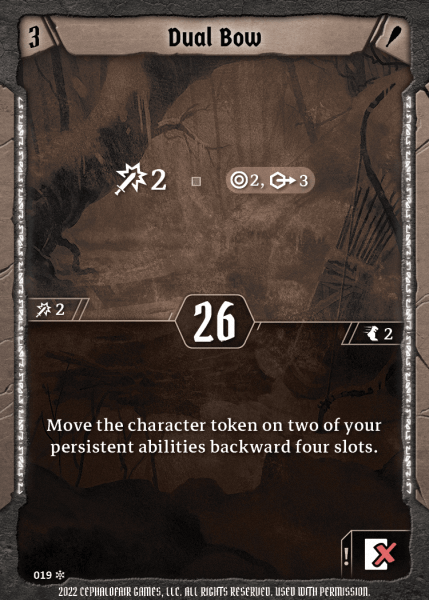 3
Dual Bow
2 2, 3
2
26
2
Move the character token on two of your
persistent abilities backward four slots.
!
019
2022 CEPHALOFAIR GAMES, LLC. ALL RIGHTS RESERVED. USED WITH PERMISSION.